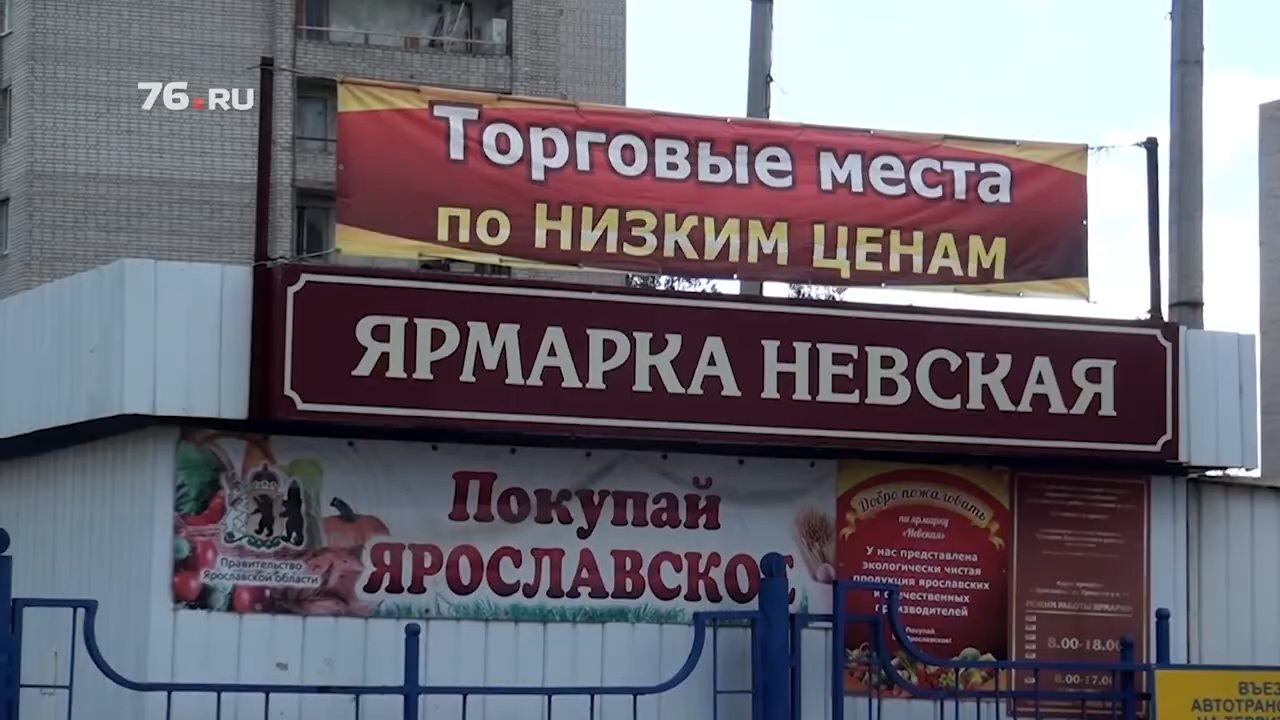 76.RU
Торговые места
по НИЗКИМ ЦЕНАМ
ЯРМАРКА НЕВСКАЯ
Покупай
ЯРОСЛАВСКОЕ
Правительство
Ярославской области
Добро пожаловать
на ярмарку
«Невская»
У нас представлена
экологически чистая
продукция ярославских
и отечественных
производителей
Покупай
Ярославское!
РЕЖИМ РАБОТЫ ЯРМАРКИ
8.00-18.00
8.00-17.00
ВЪЕЗ
АВТОТРАН